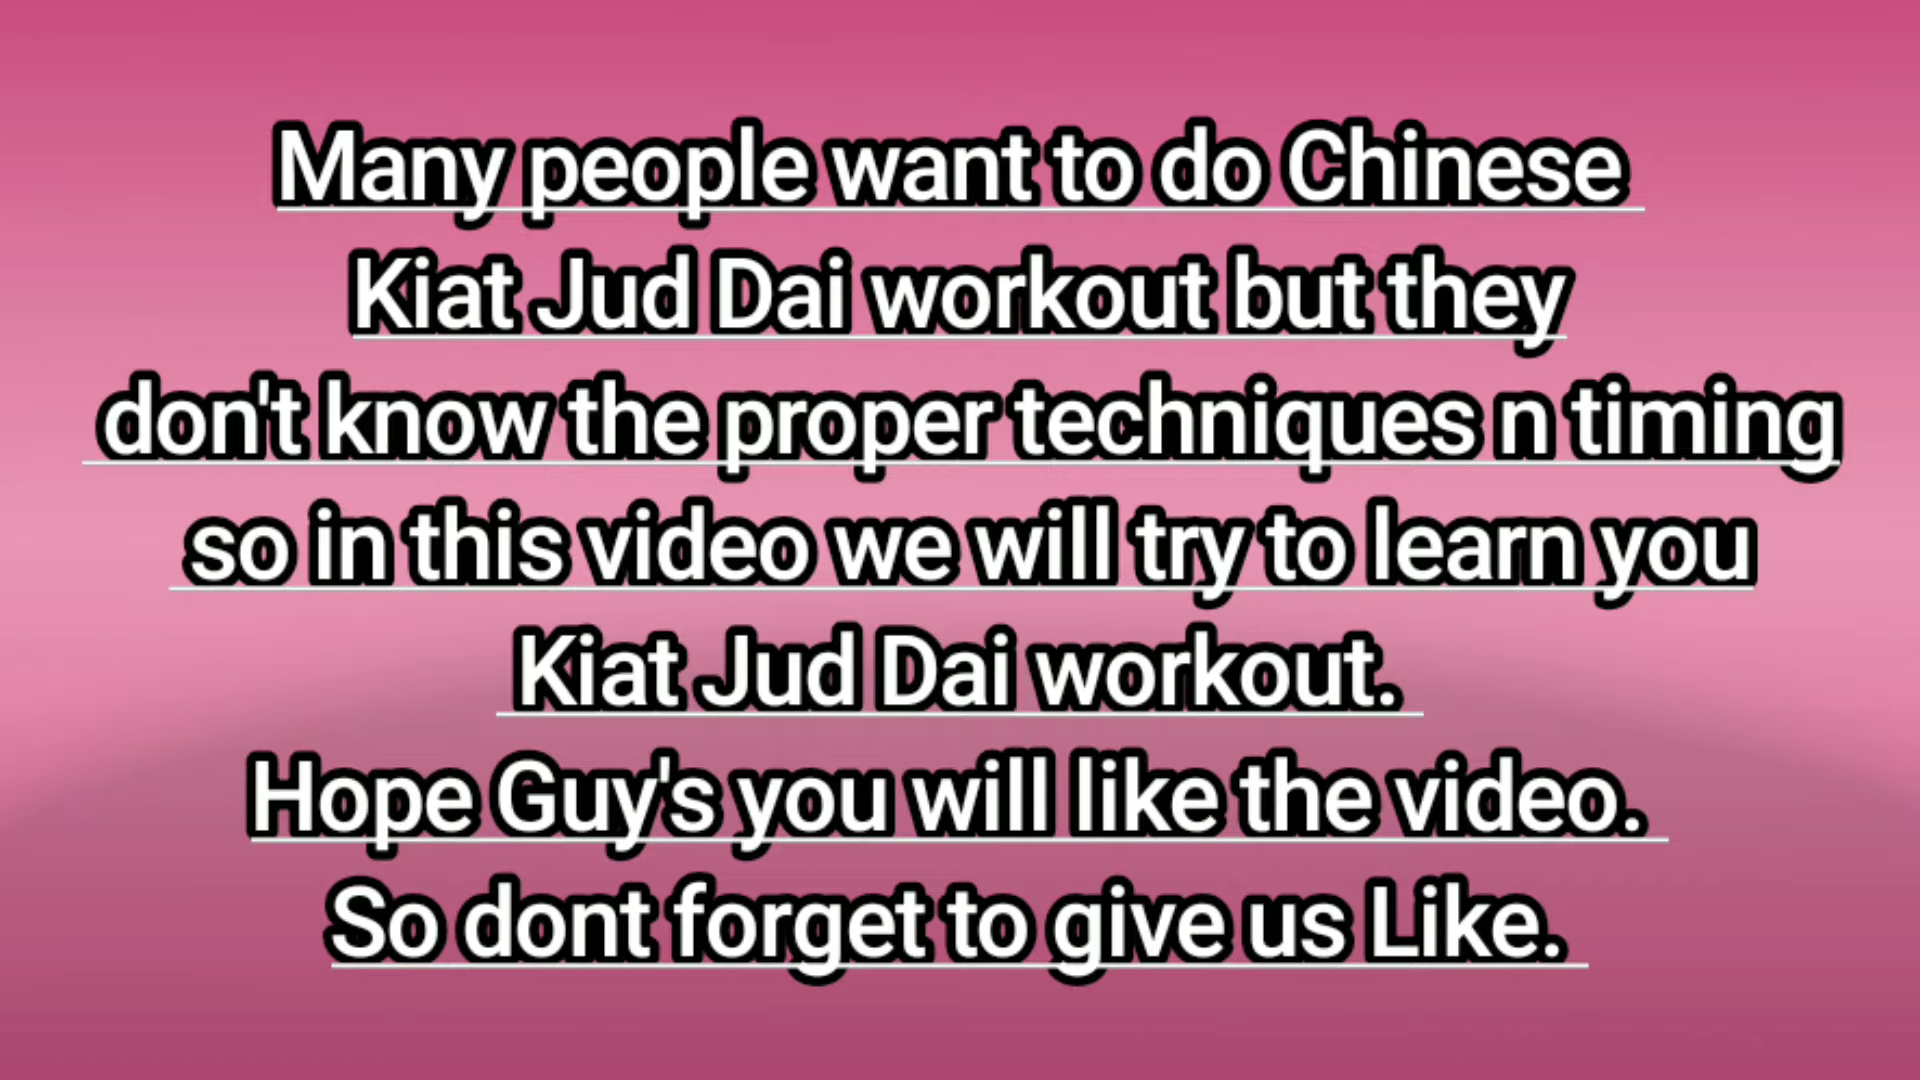 Many people want to do Chinese
Kiat Jud Dai workout but they
don't know the proper techniques n timing
so in this video we will try to learn you
Kiat Jud Dai workout.
Hope Guy's you will like the video.
So dont forget to give us Like.